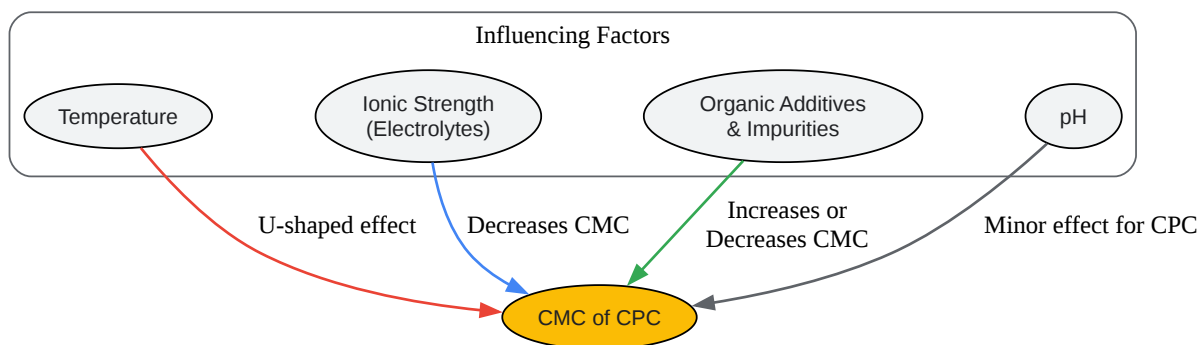 Influencing Factors
Temperature
Ionic Strength
(Electrolytes)
Organic Additives
& Impurities
pH
U-shaped effect
Decreases CMC
Increases or
Decreases CMC
Minor effect for CPC
CMC of CPC